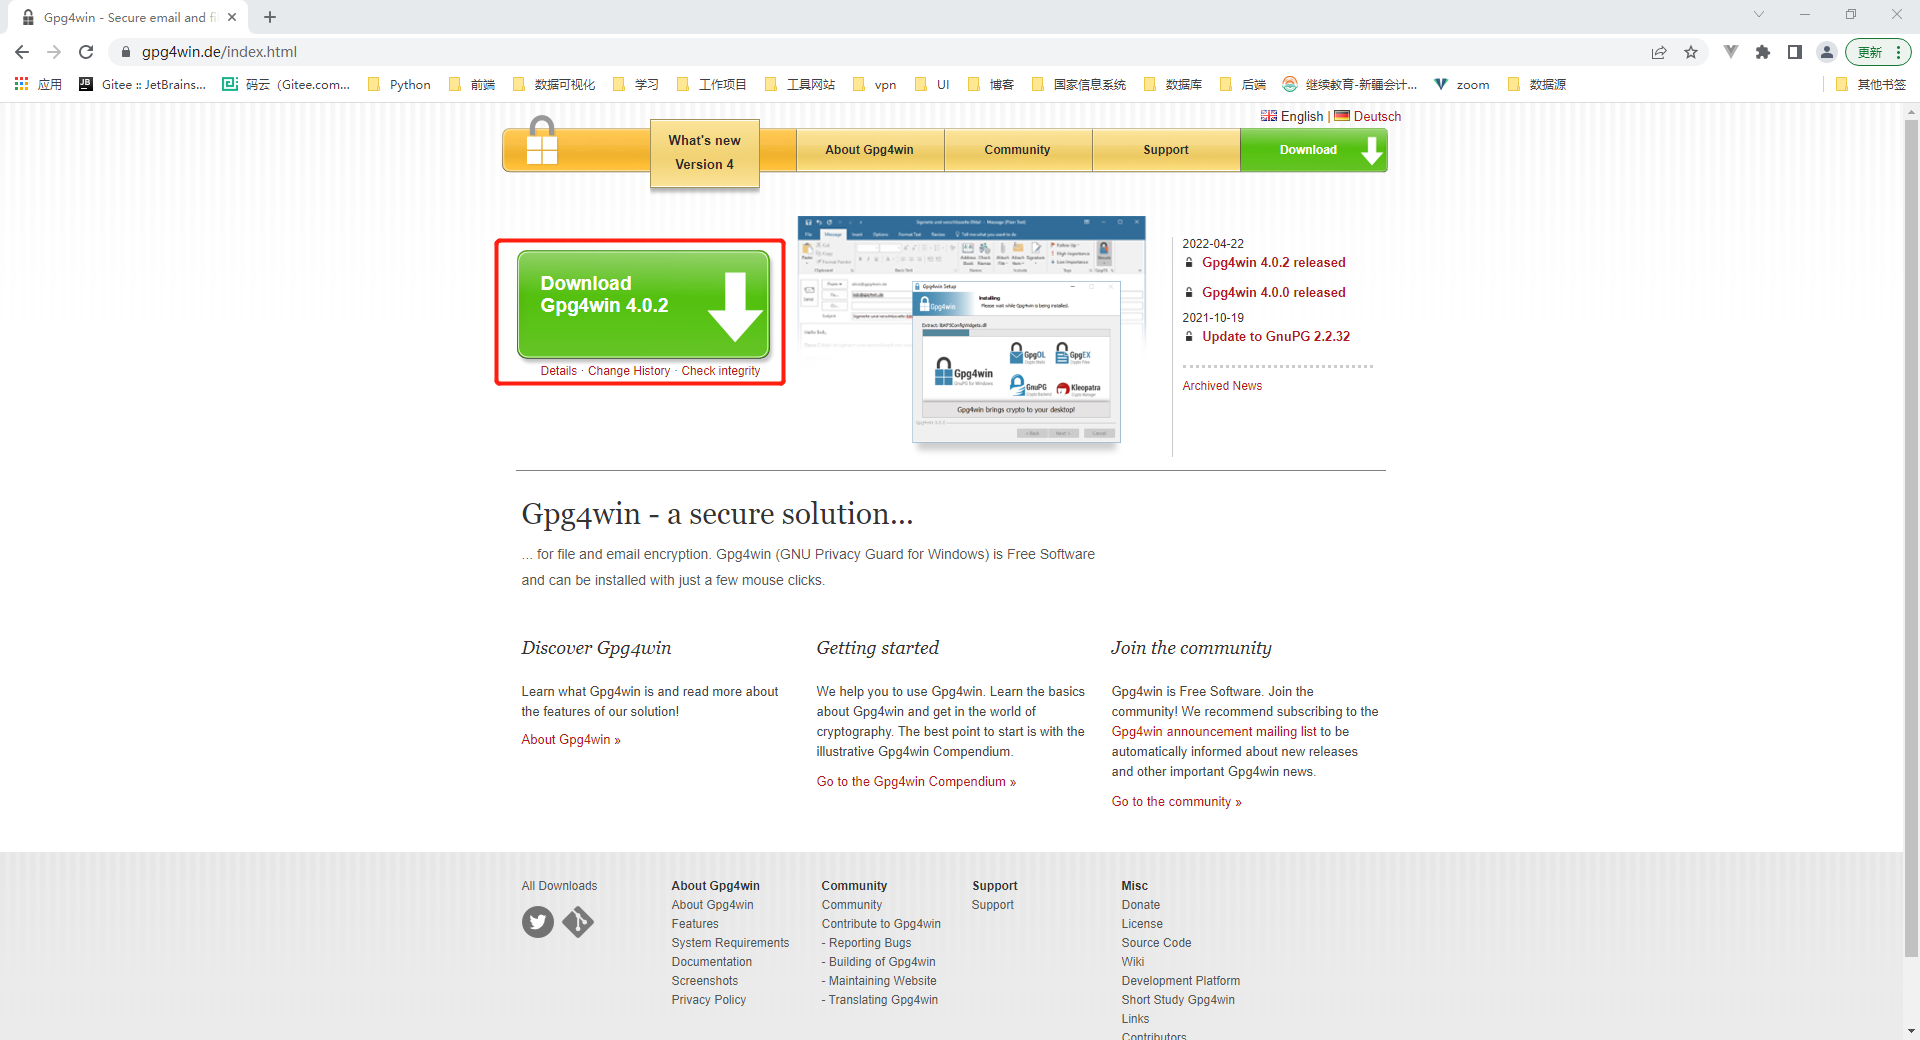 Gpg4win - Secure email and fi
gpg4win.de/index.html
更新
应用
Gitee :: JetBrains...
码云（Gitee.com...
Python
前端
数据可视化
学习
工作项目
工具网站
vpn
UI
博客
国家信息系统
数据库
后端
继续教育-新疆会计...
zoom
数据源
其他书签
English | Deutsch
What's new
Version 4
About Gpg4win
Community
Support
Download
Download
Gpg4win 4.0.2
Details · Change History · Check integrity
Gpg4win Setup
Installing
Please wait while Gpg4win is being installed.
Gpg4win
GnuPG for Windows
GpgOL
GpgEX
GnuPG
Kleopatra
Gpg4win brings crypto to your desktop!
2022-04-22
Gpg4win 4.0.2 released
Gpg4win 4.0.0 released
2021-10-19
Update to GnuPG 2.2.32
Archived News
Gpg4win - a secure solution...
... for file and email encryption. Gpg4win (GNU Privacy Guard for Windows) is Free Software
and can be installed with just a few mouse clicks.
Discover Gpg4win
Learn what Gpg4win is and read more about
the features of our solution!
About Gpg4win »
Getting started
We help you to use Gpg4win. Learn the basics
about Gpg4win and get in the world of
cryptography. The best point to start is with the
illustrative Gpg4win Compendium.
Go to the Gpg4win Compendium »
Join the community
Gpg4win is Free Software. Join the
community! We recommend subscribing to the
Gpg4win announcement mailing list to be
automatically informed about new releases
and other important Gpg4win news.
Go to the community »
All Downloads
About Gpg4win
About Gpg4win
Features
System Requirements
Documentation
Screenshots
Privacy Policy
Community
Community
Contribute to Gpg4win
- Reporting Bugs
- Building of Gpg4win
- Maintaining Website
- Translating Gpg4win
Support
Support
Misc
Donate
License
Source Code
Wiki
Development Platform
Short Study Gpg4win
Links
Contributors